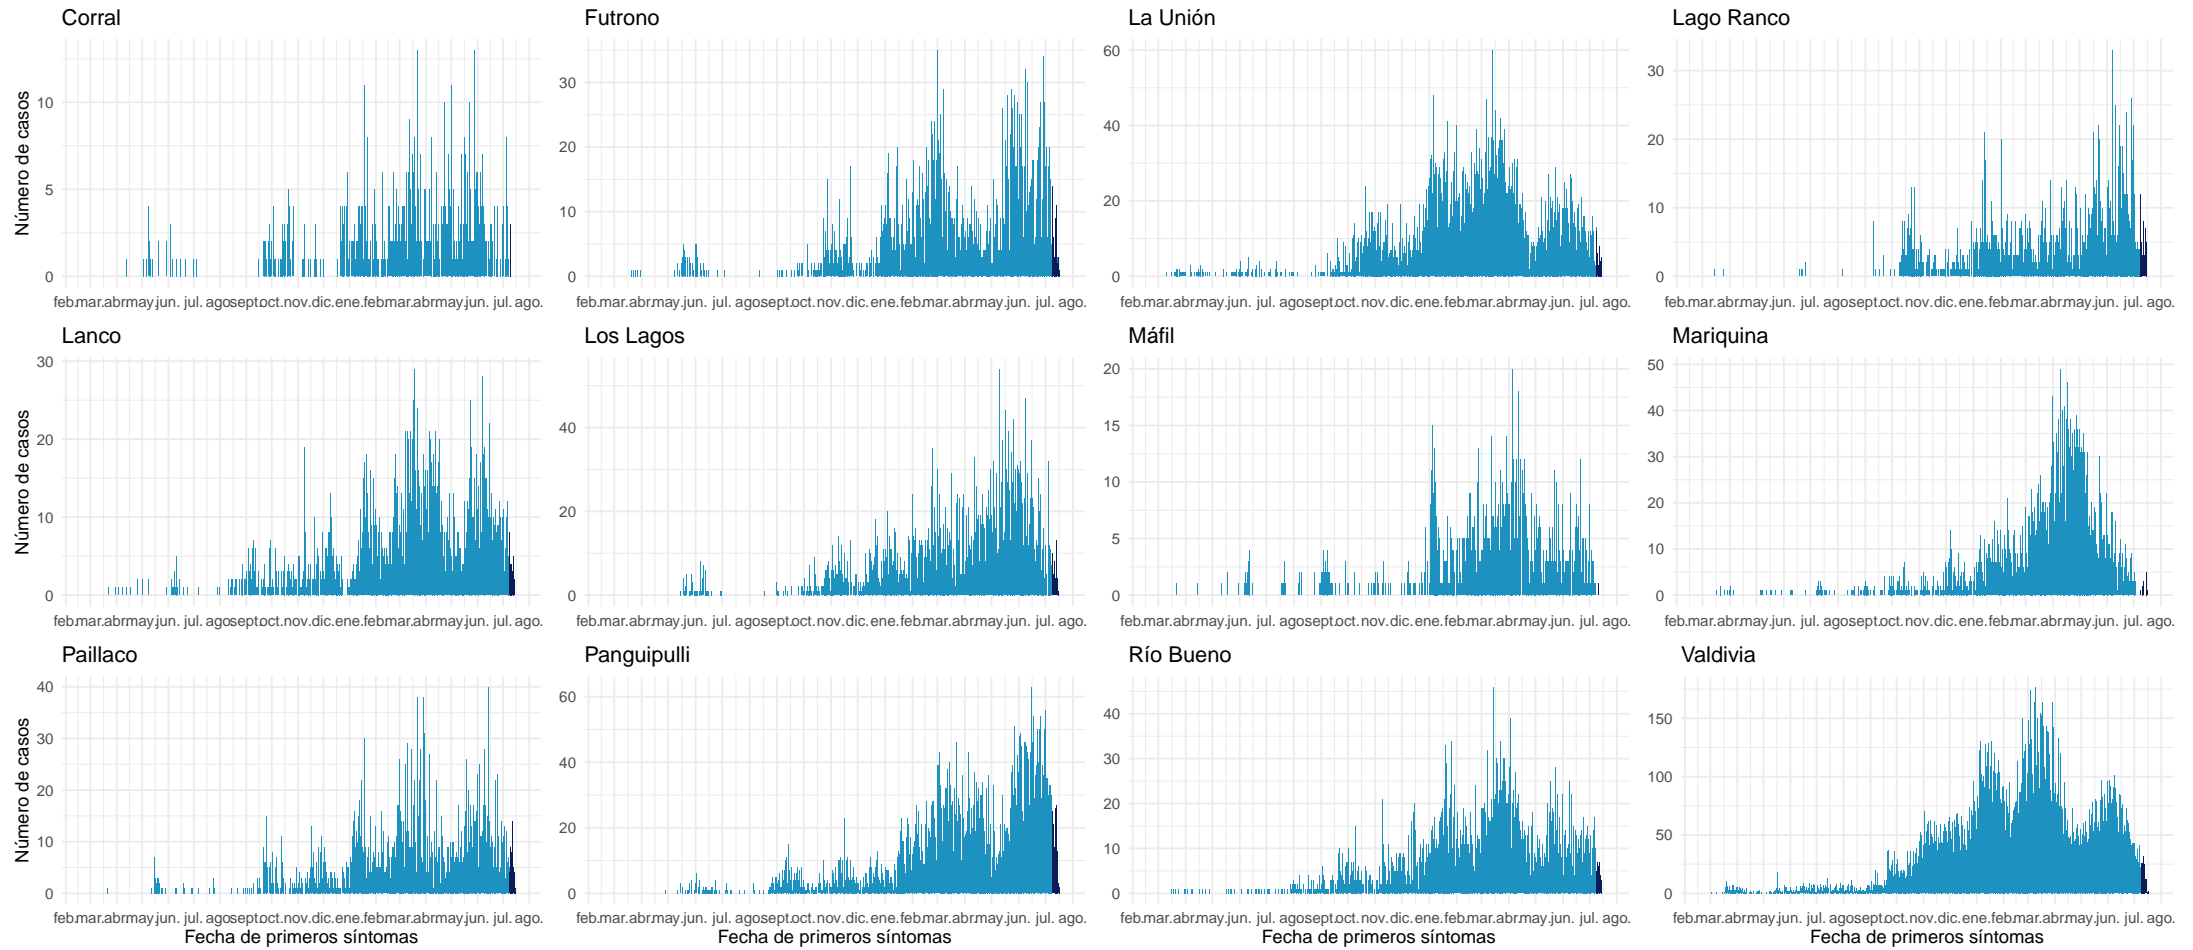 Corral Futrono La Unión Lago Ranco
Número de casos
10
5
0
30
20
10
0
60
40
20
0
30
20
10
0
feb.mar.abr.may.jun. jul. ago.sept.oct.nov.dic.ene.feb.mar.abr.may.jun. jul. ago.
feb.mar.abr.may.jun. jul. ago.sept.oct.nov.dic.ene.feb.mar.abr.may.jun. jul. ago.
feb.mar.abr.may.jun. jul. ago.sept.oct.nov.dic.ene.feb.mar.abr.may.jun. jul. ago.
feb.mar.abr.may.jun. jul. ago.sept.oct.nov.dic.ene.feb.mar.abr.may.jun. jul. ago.
Lanco Los Lagos Máfil Mariquina
Número de casos
30
20
10
0
40
20
0
20
15
10
5
0
50
40
30
20
10
0
feb.mar.abr.may.jun. jul. ago.sept.oct.nov.dic.ene.feb.mar.abr.may.jun. jul. ago.
feb.mar.abr.may.jun. jul. ago.sept.oct.nov.dic.ene.feb.mar.abr.may.jun. jul. ago.
feb.mar.abr.may.jun. jul. ago.sept.oct.nov.dic.ene.feb.mar.abr.may.jun. jul. ago.
feb.mar.abr.may.jun. jul. ago.sept.oct.nov.dic.ene.feb.mar.abr.may.jun. jul. ago.
Paillaco Panguipulli Río Bueno Valdivia
Número de casos
40
30
20
10
0
60
40
20
0
40
30
20
10
0
150
100
50
0
feb.mar.abr.may.jun. jul. ago.sept.oct.nov.dic.ene.feb.mar.abr.may.jun. jul. ago.
feb.mar.abr.may.jun. jul. ago.sept.oct.nov.dic.ene.feb.mar.abr.may.jun. jul. ago.
feb.mar.abr.may.jun. jul. ago.sept.oct.nov.dic.ene.feb.mar.abr.may.jun. jul. ago.
feb.mar.abr.may.jun. jul. ago.sept.oct.nov.dic.ene.feb.mar.abr.may.jun. jul. ago.
Fecha de primeros síntomas Fecha de primeros síntomas Fecha de primeros síntomas Fecha de primeros síntomas